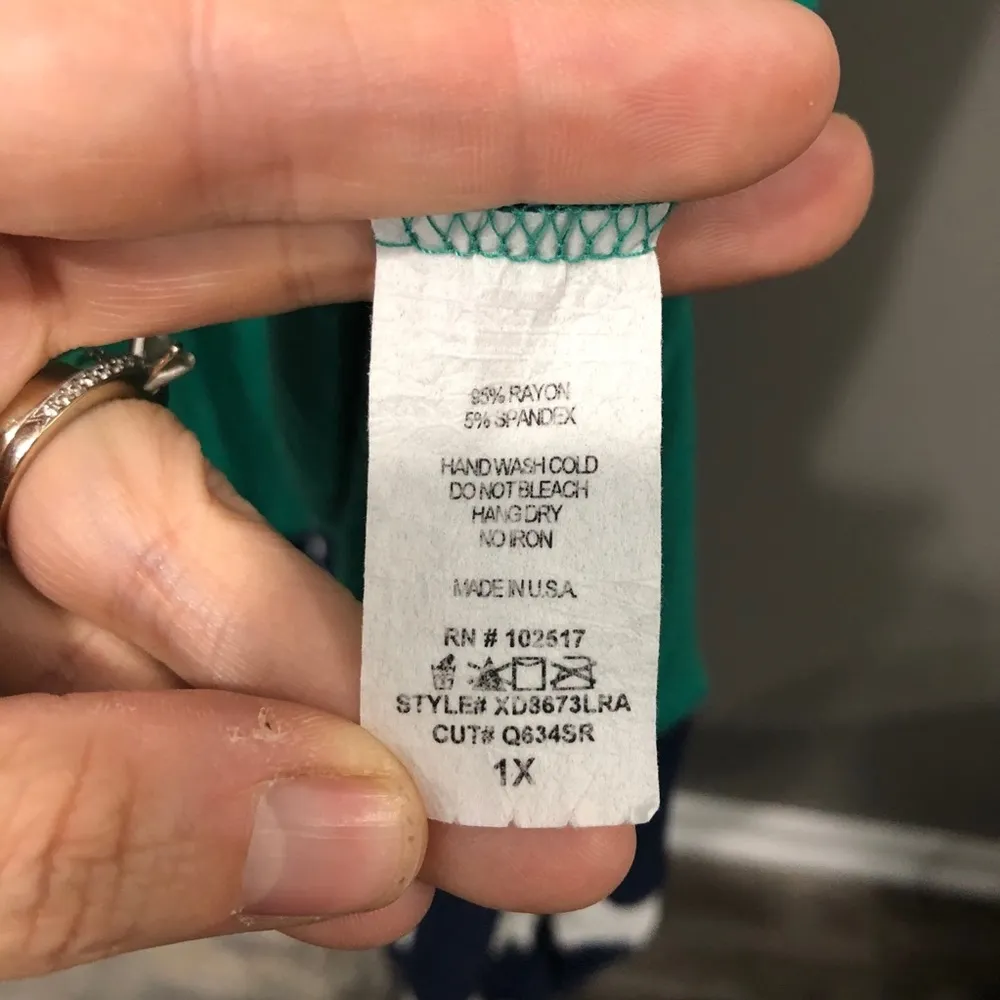 95% RAYON
5% SPANDEX
HAND WASH COLD
DO NOT BLEACH
HANG DRY
NO IRON
MADE IN U.S.A.
RN # 102517
STYLE# XD3673LRA
CUT# Q634SR
1X